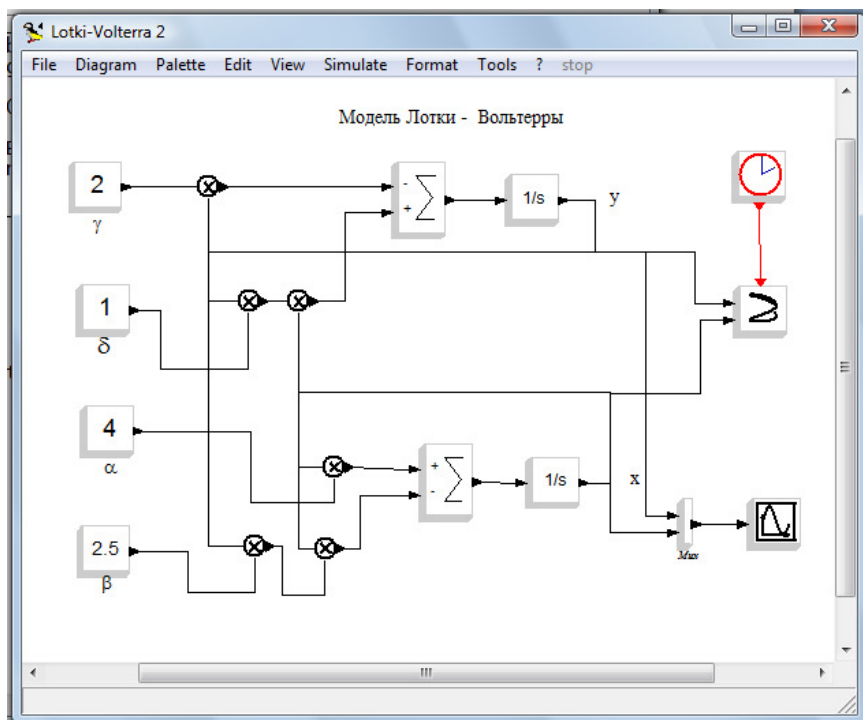 Lotki-Volterra 2
File Diagram Palette Edit View Simulate Format Tools ? stop
Модель Лотки - Вольтерры
2
γ
- + Σ
1/s
y
1
δ
4
α
+ - Σ
1/s
x
2.5
β
Mux